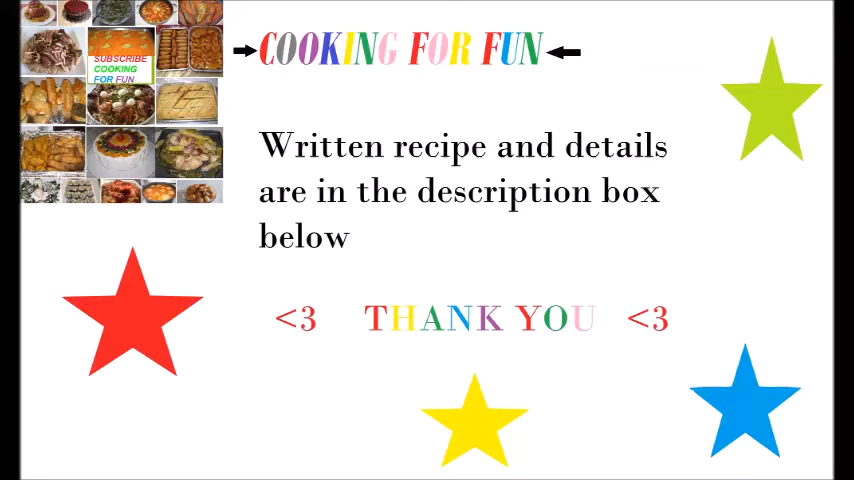 COOKING FOR FUN
SUBSCRIBE
COOKING
FOR FUN
Written recipe and details
are in the description box
below
<3 THANK YOU <3